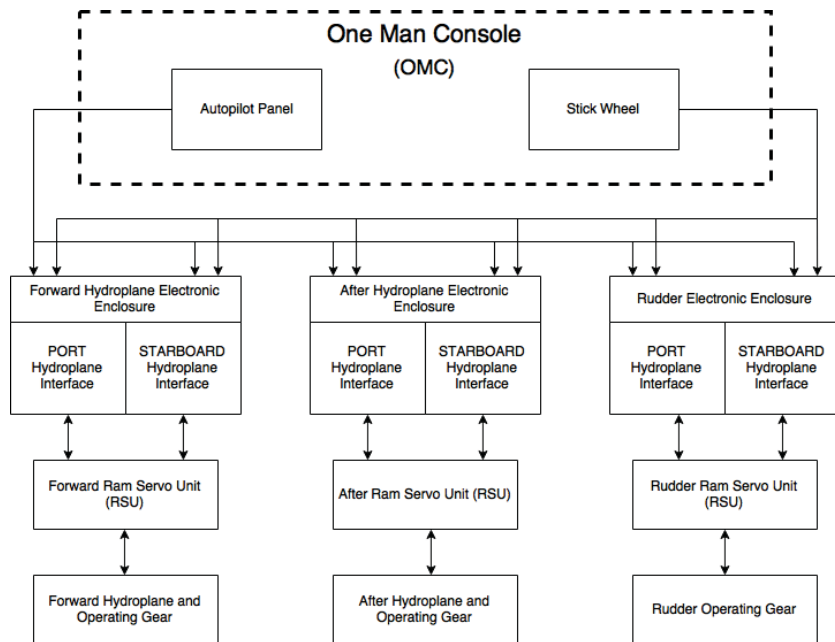 One Man Console
(OMC)
Autopilot Panel
Stick Wheel
Forward Hydroplane Electronic
Enclosure
PORT
Hydroplane
Interface
STARBOARD
Hydroplane
Interface
After Hydroplane Electronic
Enclosure
PORT
Hydroplane
Interface
STARBOARD
Hydroplane
Interface
Rudder Electronic Enclosure
PORT
Hydroplane
Interface
STARBOARD
Hydroplane
Interface
Forward Ram Servo Unit
(RSU)
After Ram Servo Unit (RSU)
Rudder Ram Servo Unit
(RSU)
Forward Hydroplane and
Operating Gear
After Hydroplane and
Operating Gear
Rudder Operating Gear